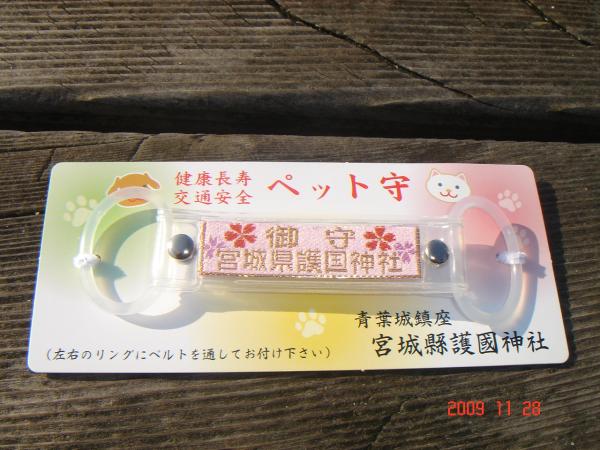 健康長寿
交通安全
ペット守
御守
宮城県護国神社
青葉城鎮座
宮城縣護國神社
（左右のリングにベルトを通してお付け下さい）
2009 11 28